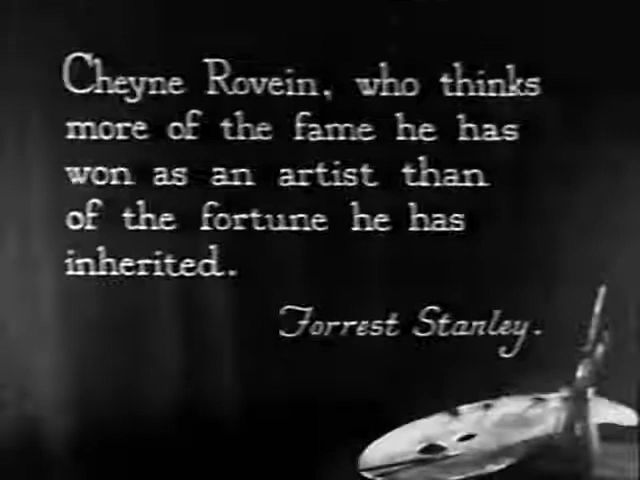 Cheyne Rovein, who thinks
more of the fame he has
won as an artist than
of the fortune he has
inherited.
Forrest Stanley.